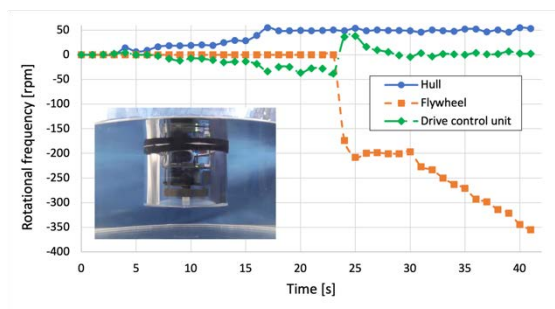 Rotational frequency [rpm]
50
0
-50
-100
-150
-200
-250
-300
-350
-400
Hull
Flywheel
Drive control unit
0 5 10 15 20 25 30 35 40
Time [s]